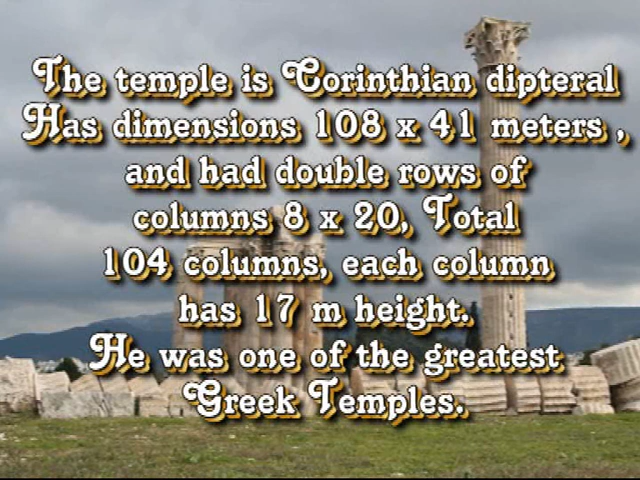 The temple is Corinthian dipteral
Has dimensions 108 x 41 meters ,
and had double rows of
columns 8 x 20, Total
104 columns, each column
has 17 m height.
He was one of the greatest
Greek Temples.